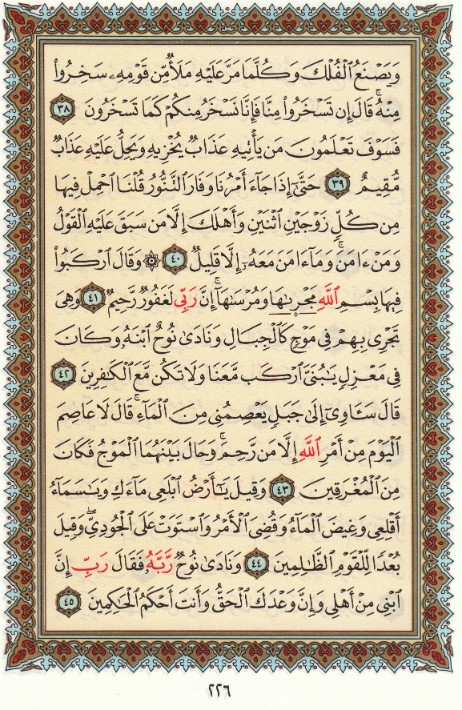 وَيَصْنَعُ ٱلْفُلْكَ وَكُلَّمَا مَرَّ عَلَيْهِ مَلَأٌ مِّن قَوْمِهِۦ سَخِرُوا۟
مِنْهُ ۚ قَالَ إِن تَسْخَرُوا۟ مِنَّا فَإِنَّا نَسْخَرُ مِنكُمْ كَمَا تَسْخَرُونَ ٣٨
فَسَوْفَ تَعْلَمُونَ مَن يَأْتِيهِ عَذَابٌ يُخْزِيهِ وَيَحِلُّ عَلَيْهِ عَذَابٌ
مُّقِيمٌ ٣٩ حَتَّىٰٓ إِذَا جَآءَ أَمْرُنَا وَفَارَ ٱلتَّنُّورُ قُلْنَا ٱحْمِلْ فِيهَا
مِن كُلٍّ زَوْجَيْنِ ٱثْنَيْنِ وَأَهْلَكَ إِلَّا مَن سَبَقَ عَلَيْهِ ٱلْقَوْلُ
وَمَنْ ءَامَنَ ۚ وَمَآ ءَامَنَ مَعَهُۥٓ إِلَّا قَلِيلٌ ٤٠ ۞ وَقَالَ ٱرْكَبُوا۟
فِيهَا بِسْمِ ٱللَّهِ مَجْر۪ىٰهَا وَمُرْسَىٰهَآ ۚ إِنَّ رَبِّى لَغَفُورٌ رَّحِيمٌ ٤١ وَهِىَ
تَجْرِى بِهِمْ فِى مَوْجٍ كَٱلْجِبَالِ وَنَادَىٰ نُوحٌ ٱبْنَهُۥ وَكَانَ
فِى مَعْزِلٍ يَٰبُنَىَّ ٱرْكَب مَّعَنَا وَلَا تَكُن مَّعَ ٱلْكَٰفِرِينَ ٤٢
قَالَ سَـَٔاوِىٓ إِلَىٰ جَبَلٍ يَعْصِمُنِى مِنَ ٱلْمَآءِ ۚ قَالَ لَا عَاصِمَ
ٱلْيَوْمَ مِنْ أَمْرِ ٱللَّهِ إِلَّا مَن رَّحِمَ ۚ وَحَالَ بَيْنَهُمَا ٱلْمَوْجُ فَكَانَ
مِنَ ٱلْمُغْرَقِينَ ٤٣ وَقِيلَ يَٰٓأَرْضُ ٱبْلَعِى مَآءَكِ وَيَٰسَمَآءُ
أَقْلِعِى وَغِيضَ ٱلْمَآءُ وَقُضِىَ ٱلْأَمْرُ وَٱسْتَوَتْ عَلَى ٱلْجُودِىِّ ۖ وَقِيلَ
بُعْدًا لِّلْقَوْمِ ٱلظَّٰلِمِينَ ٤٤ وَنَادَىٰ نُوحٌ رَّبَّهُۥ فَقَالَ رَبِّ إِنَّ
ٱبْنِى مِنْ أَهْلِى وَإِنَّ وَعْدَكَ ٱلْحَقُّ وَأَنتَ أَحْكَمُ ٱلْحَٰكِمِينَ ٤٥
٢٢٦